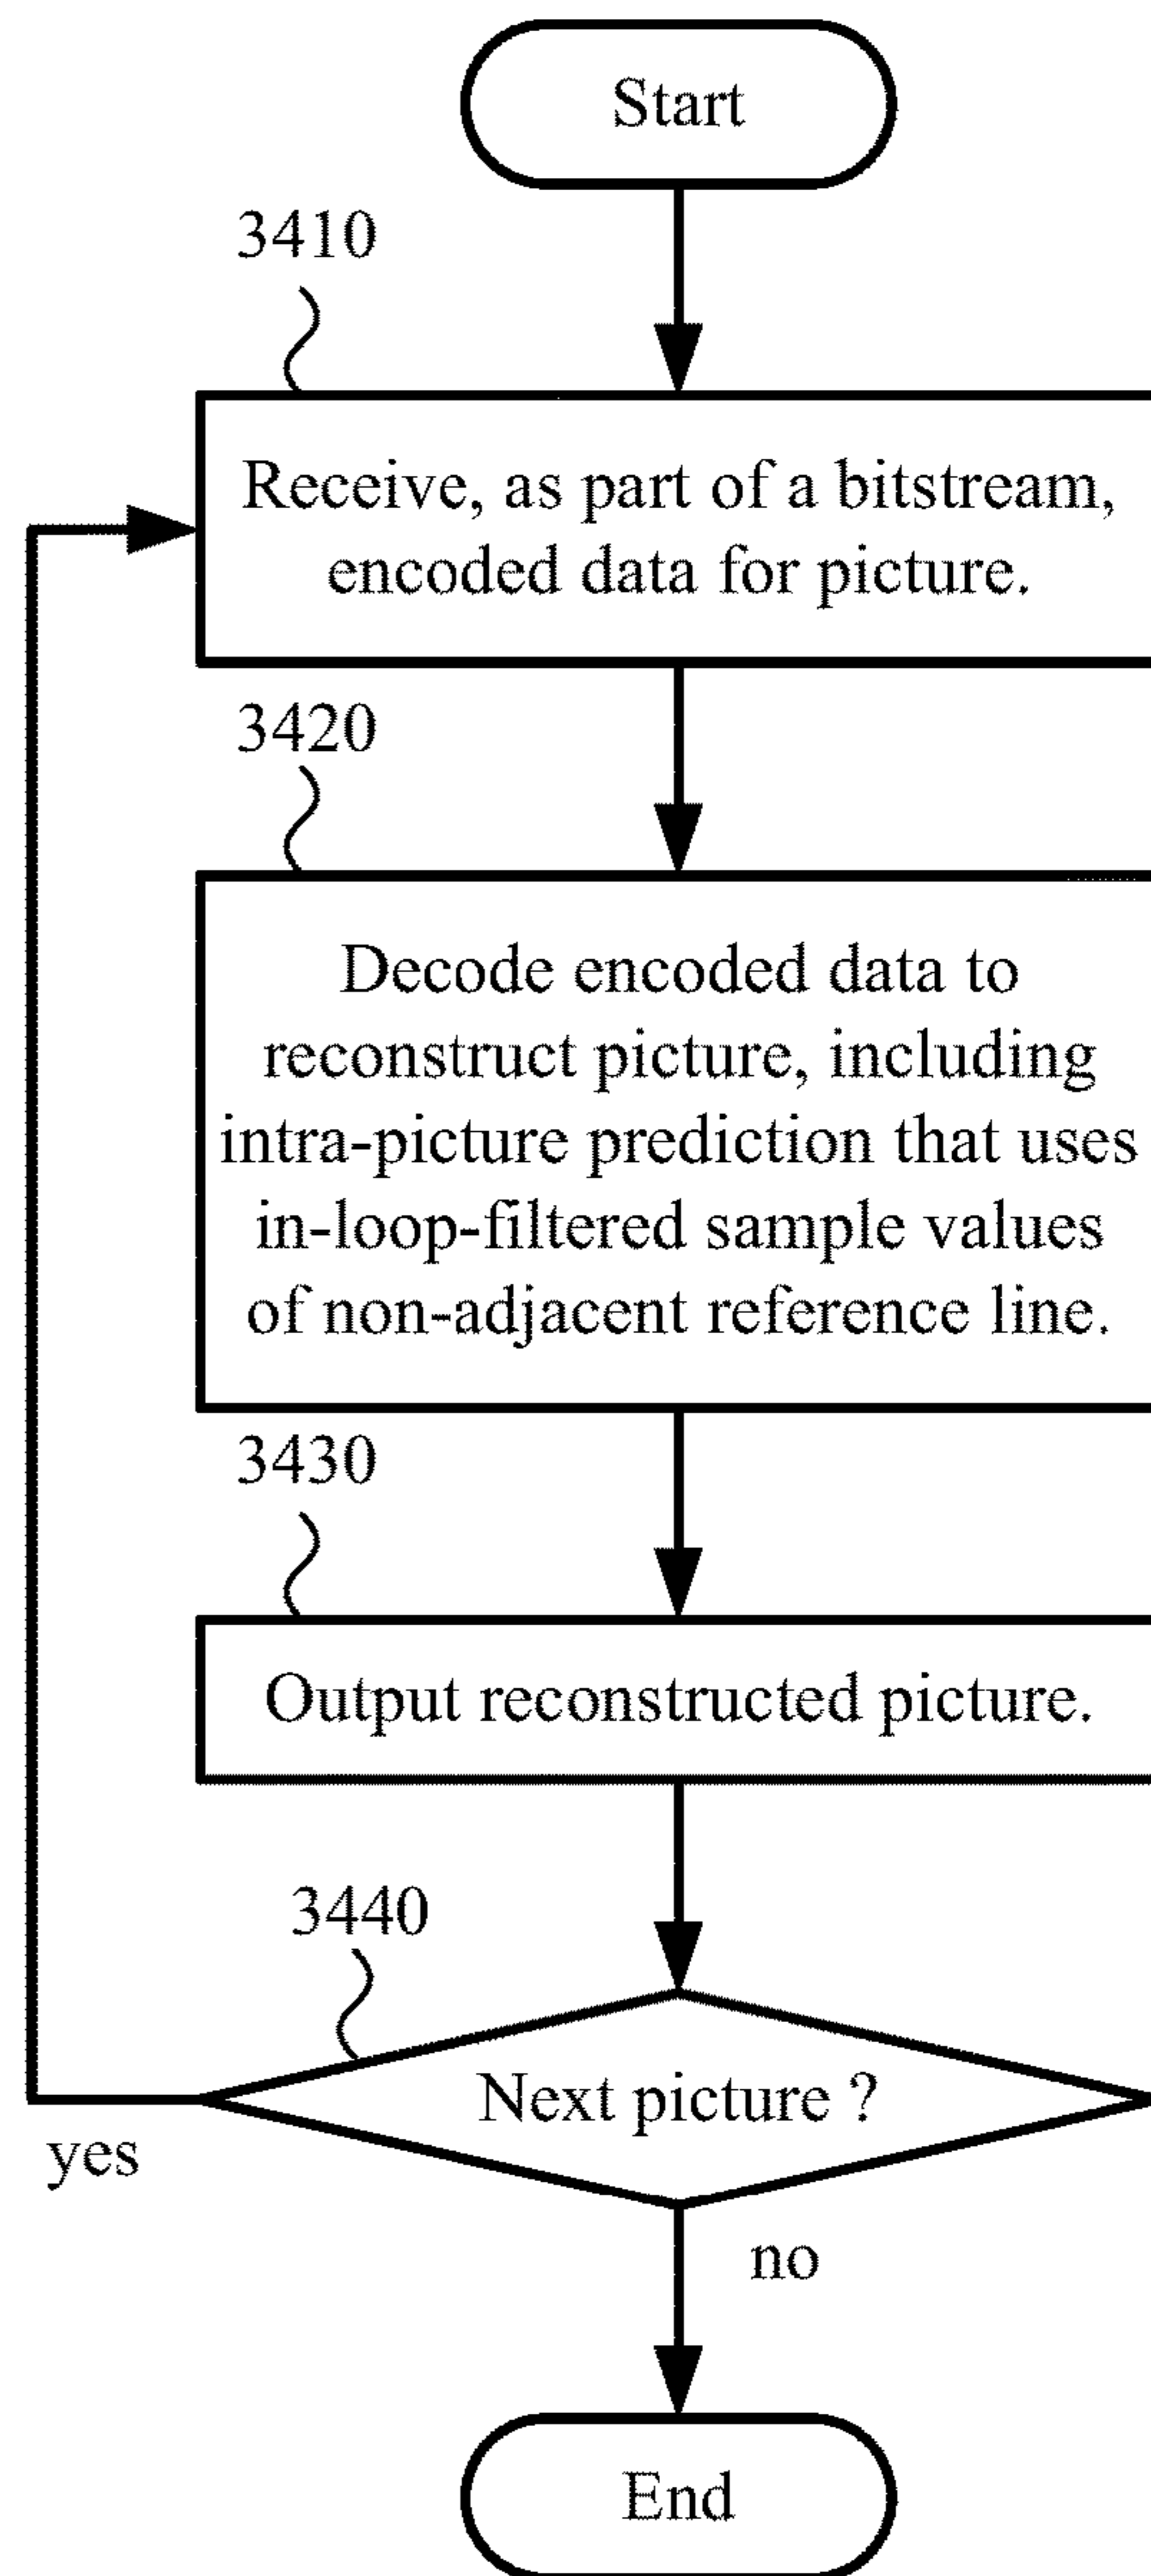 Start
3410
Receive, as part of a bitstream,
encoded data for picture.
3420
Decode encoded data to
reconstruct picture, including
intra-picture prediction that uses
in-loop-filtered sample values
of non-adjacent reference line.
3430
Output reconstructed picture.
3440
Next picture ?
yes
no
End